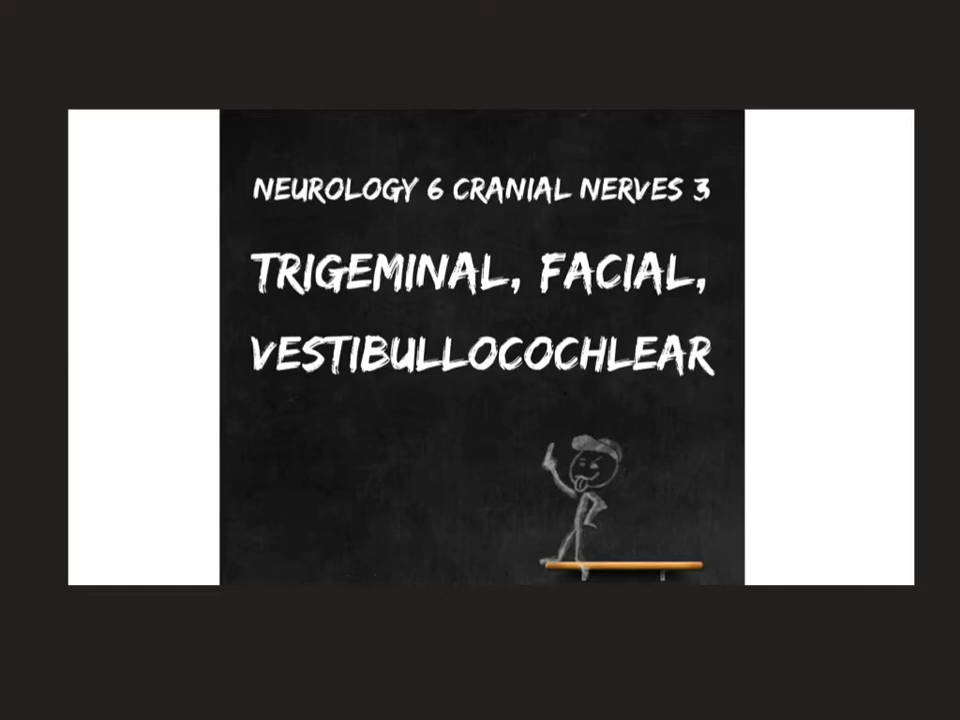 NEUROLOGY 6 CRANIAL NERVES 3
TRIGEMINAL, FACIAL,
VESTIBULLOCOCHLEAR